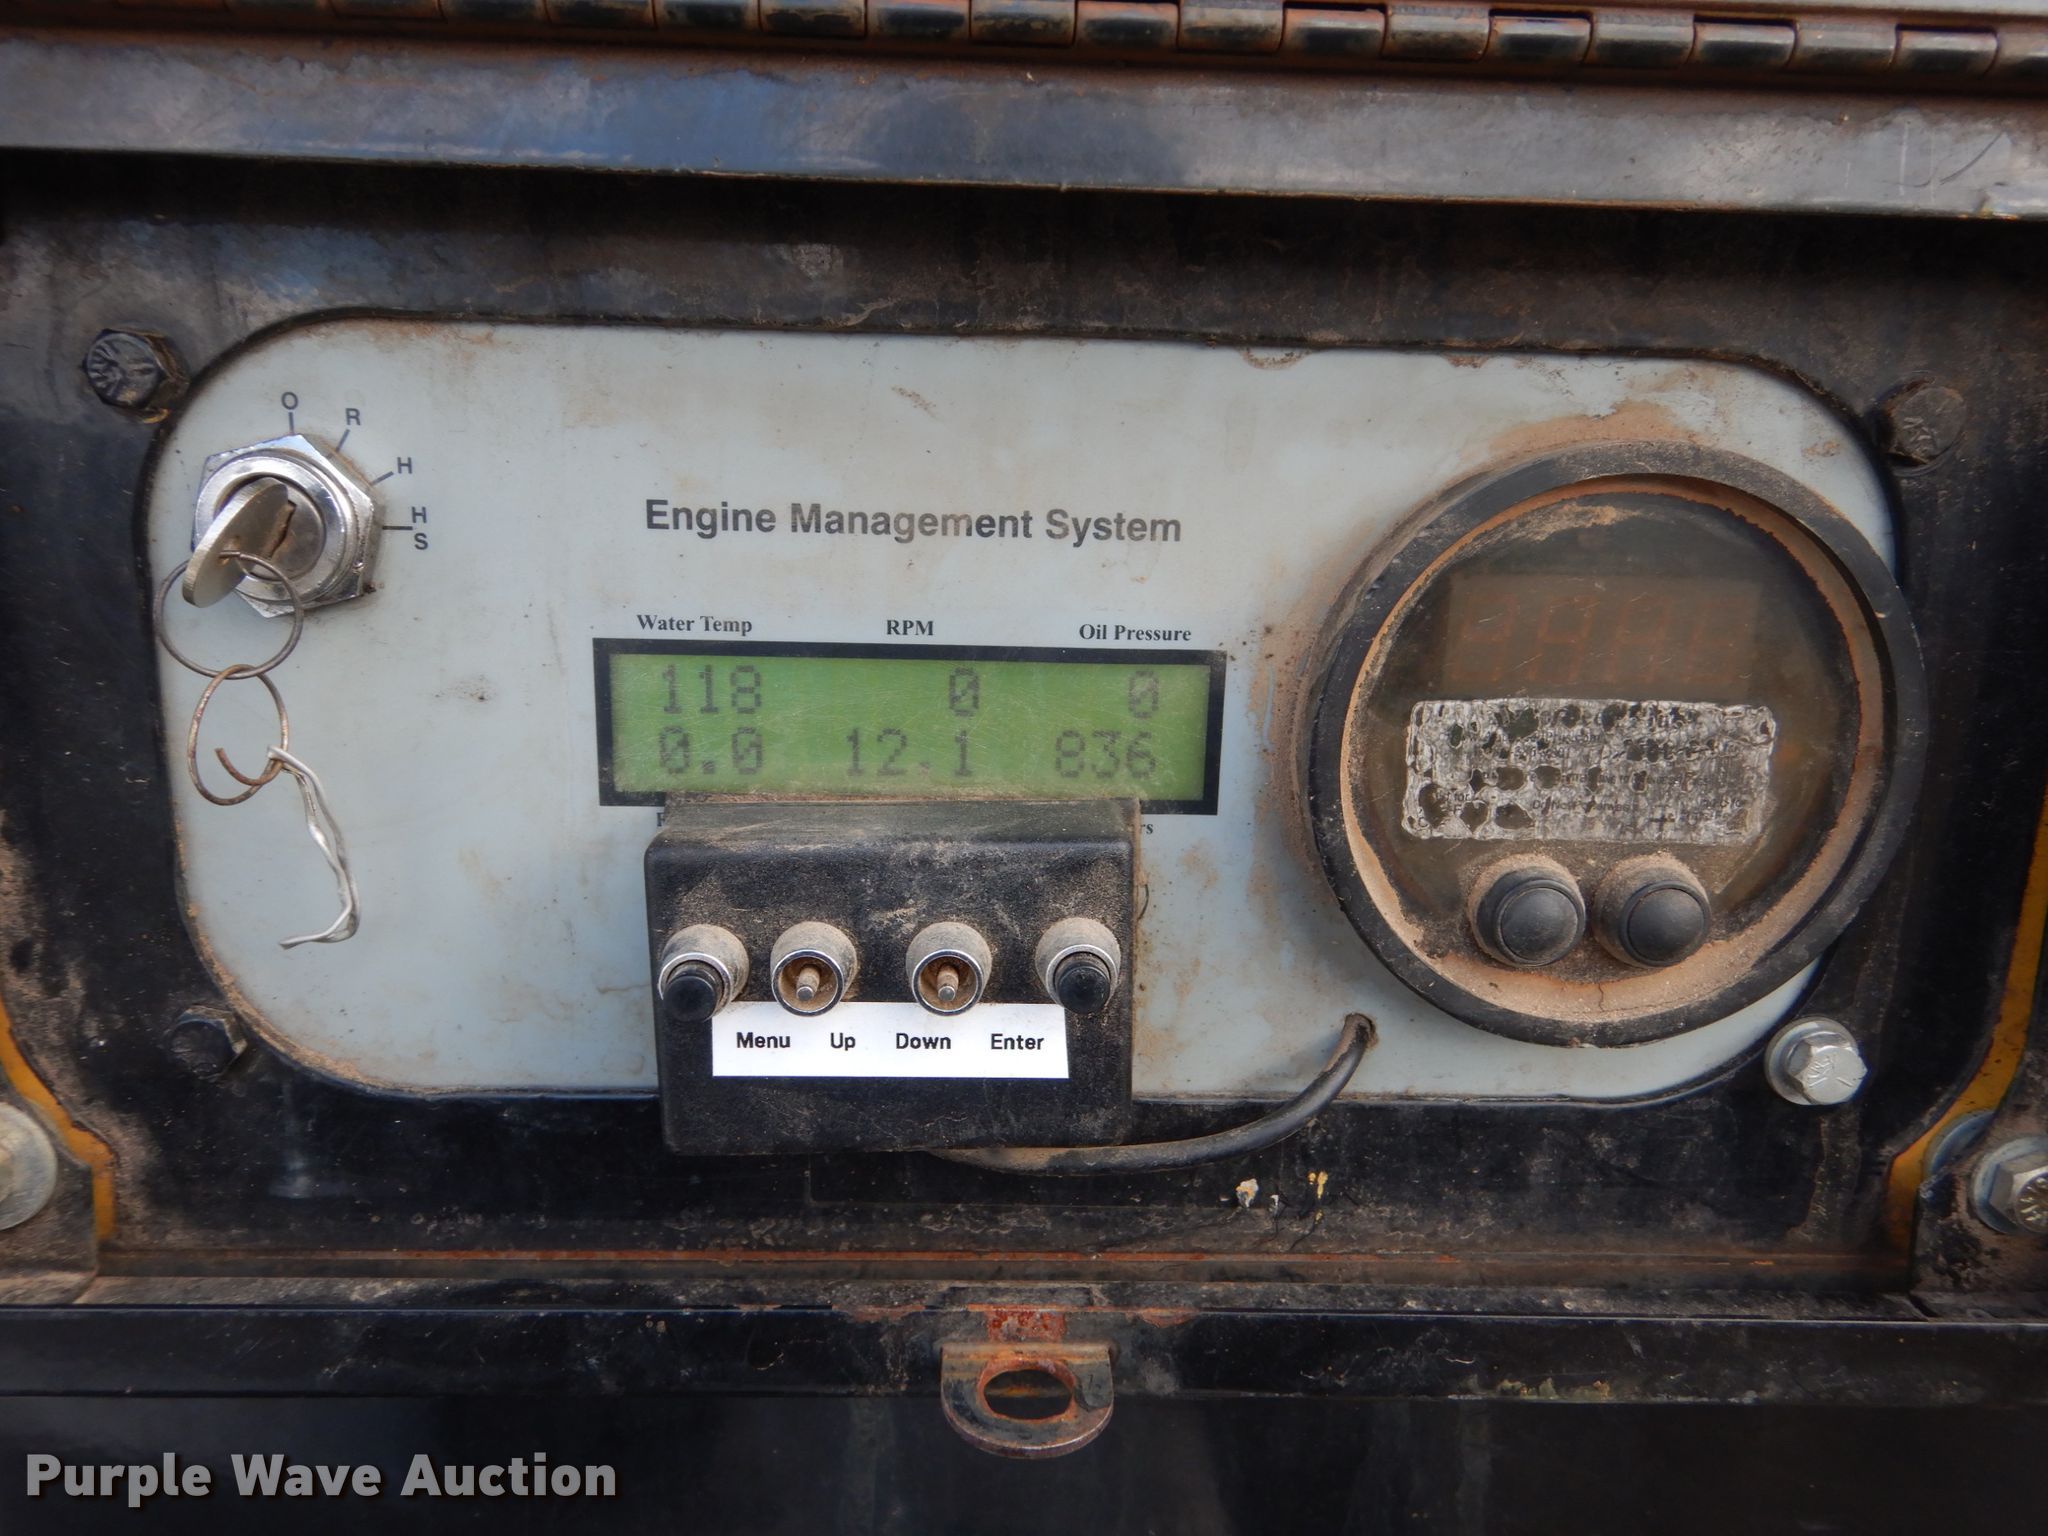 O
R
H
H
S
Engine Management System
Water Temp RPM Oil Pressure
118 0 0
0.0 12.1 836
Menu Up Down Enter
Purple Wave Auction